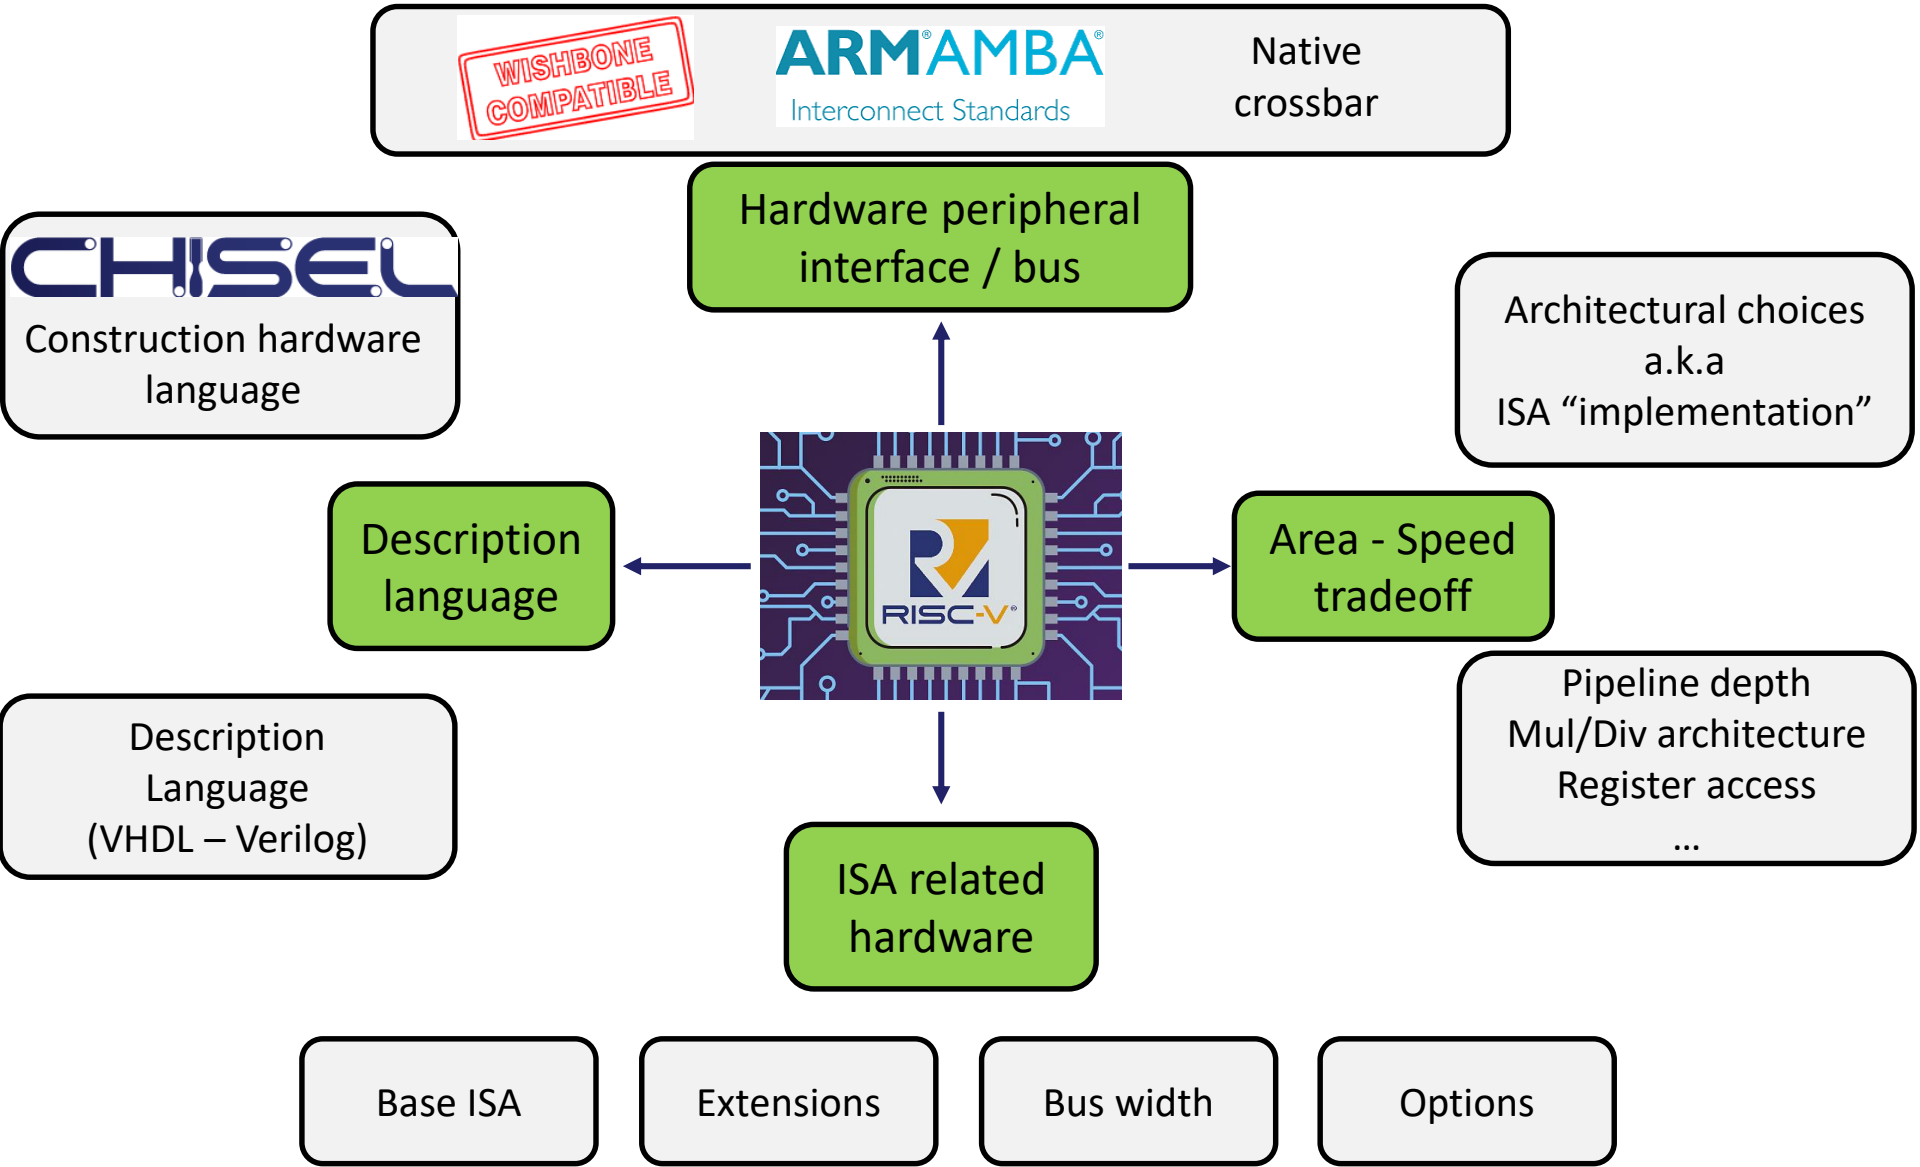 WISHBONE
COMPATIBLE
ARM® AMBA®
Interconnect Standards
Native
crossbar
Hardware peripheral
interface / bus
CHISEL
Construction hardware
language
Architectural choices
a.k.a
ISA “implementation”
Description
language
RISC-V®
Area - Speed
tradeoff
Description
Language
(VHDL – Verilog)
Pipeline depth
Mul/Div architecture
Register access
...
ISA related
hardware
Base ISA
Extensions
Bus width
Options